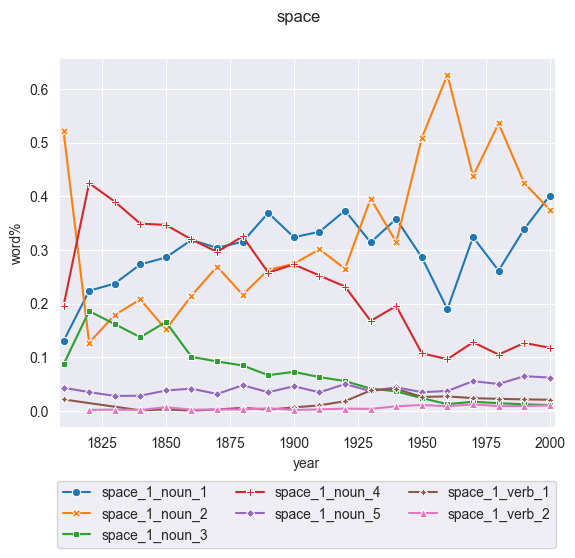 space
0.6
0.5
0.4
0.3
0.2
0.1
0.0
word%
1825 1850 1875 1900 1925 1950 1975 2000
year
space_1_noun_1 space_1_noun_4 space_1_verb_1
space_1_noun_2 space_1_noun_5 space_1_verb_2
space_1_noun_3